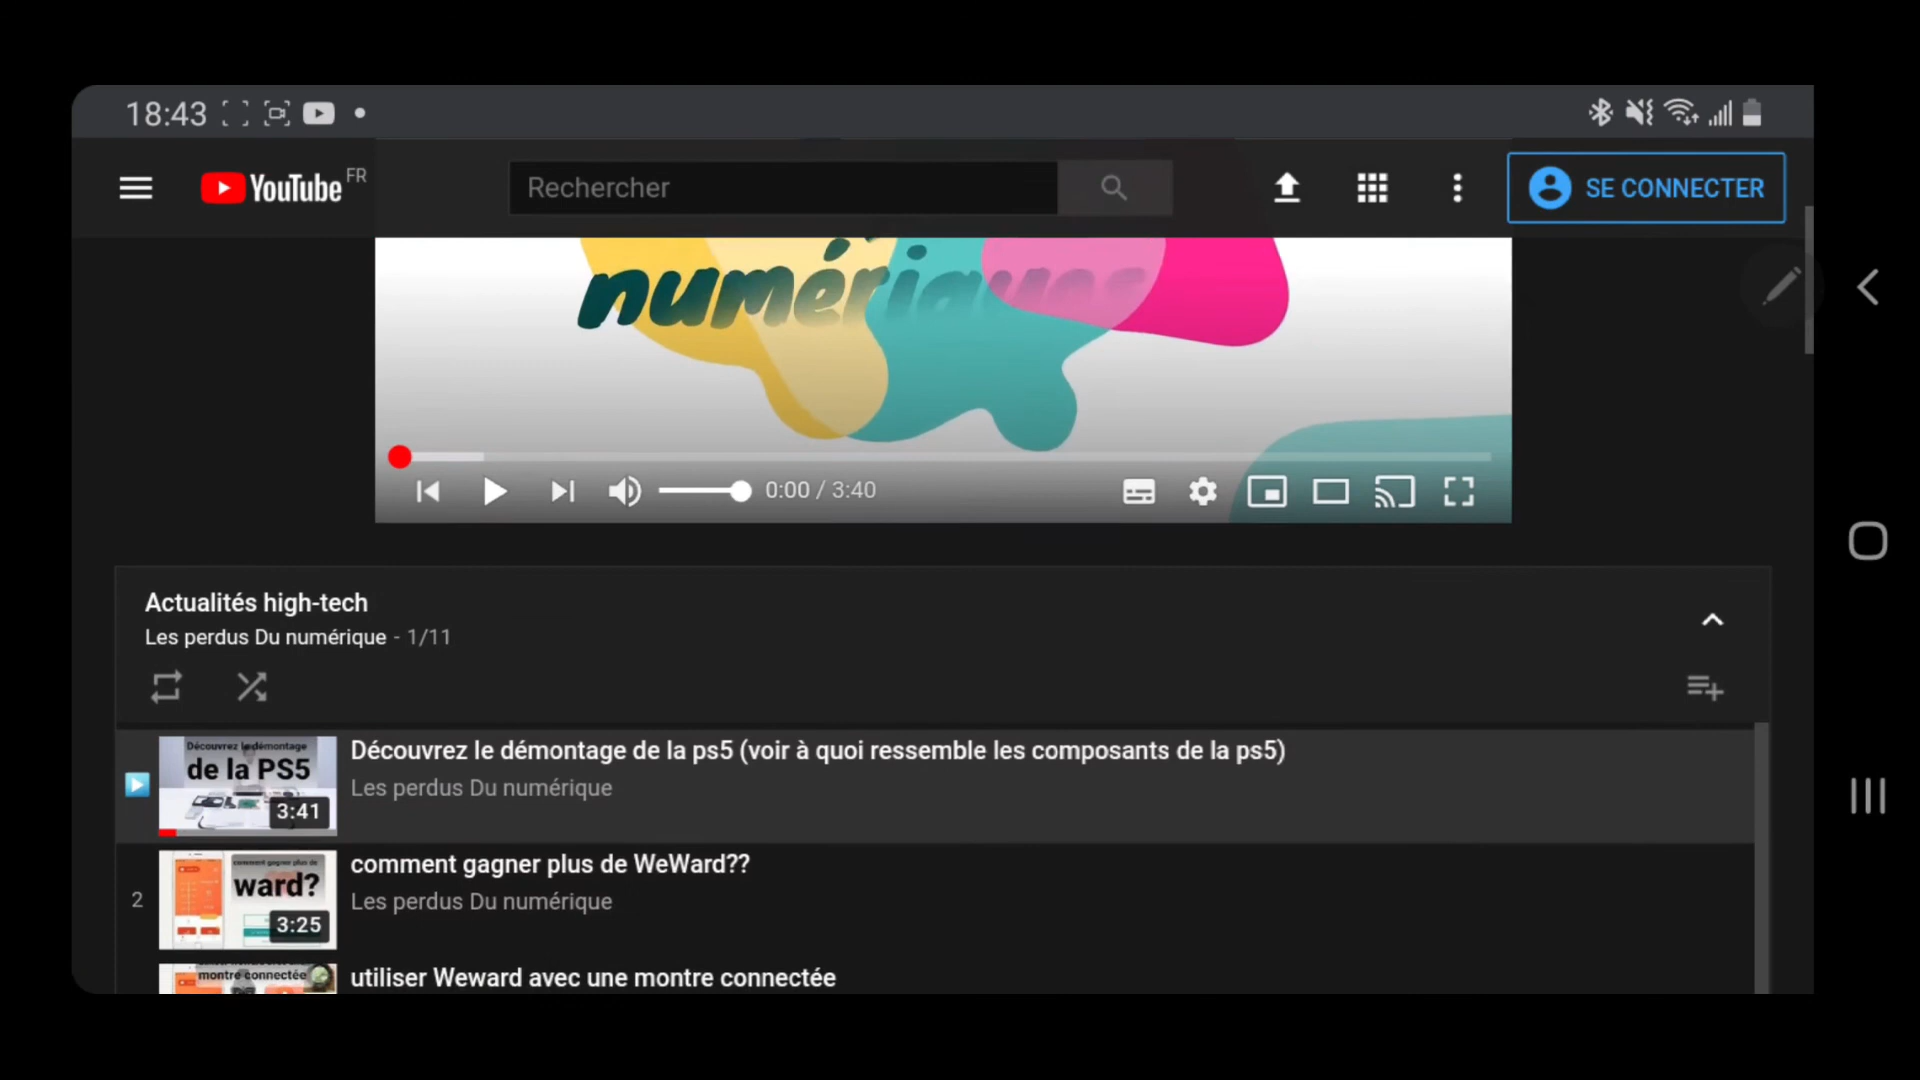 18:43
YouTube FR
Rechercher
SE CONNECTER
numériques
0:00 / 3:40
Actualités high-tech
Les perdus Du numérique - 1/11
Découvrez le démontage
de la PS5
3:41
Découvrez le démontage de la ps5 (voir à quoi ressemble les composants de la ps5)
Les perdus Du numérique
2
comment gagner plus de
ward?
3:25
comment gagner plus de WeWard??
Les perdus Du numérique
montre connectée
utiliser Weward avec une montre connectée